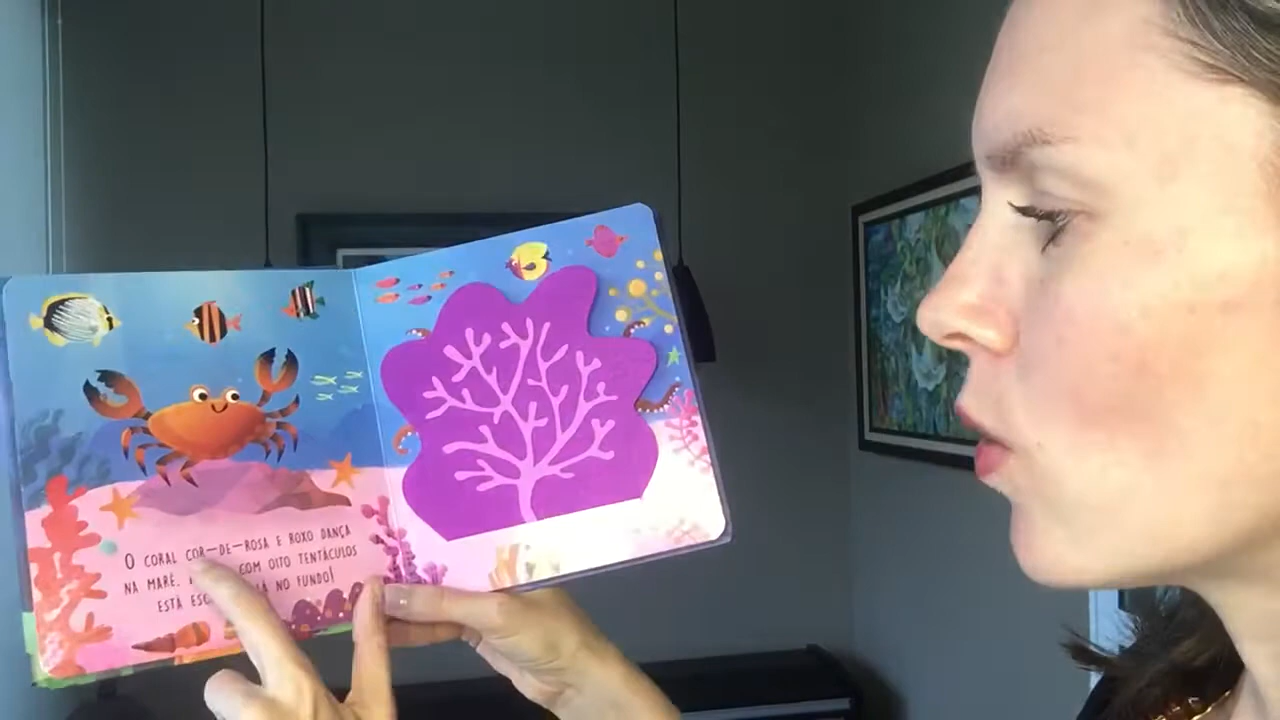 O CORAL COR-DE-ROSA E ROXO DANÇA
NA MARÉ. COM OITO TENTÁCULOS
ESTÁ NO FUNDO!